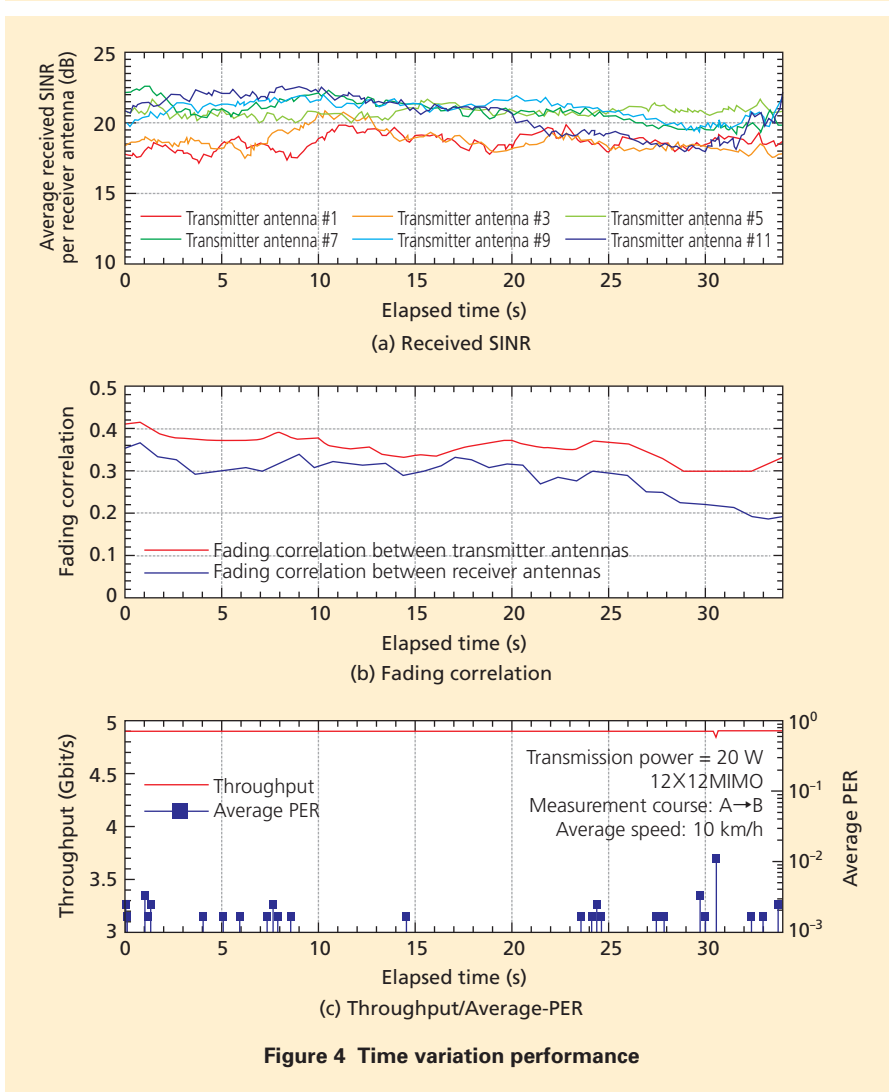 25
20
15
10
Average received SINR
per receiver antenna (dB)
Transmitter antenna #1
Transmitter antenna #3
Transmitter antenna #5
Transmitter antenna #7
Transmitter antenna #9
Transmitter antenna #11
0 5 10 15 20 25 30
Elapsed time (s)
(a) Received SINR
0.5
0.4
0.3
0.2
0.1
0
Fading correlation
Fading correlation between transmitter antennas
Fading correlation between receiver antennas
0 5 10 15 20 25 30
Elapsed time (s)
(b) Fading correlation
5
4.5
4
3.5
3
Throughput (Gbit/s)
Throughput
Average PER
Transmission power = 20 W
12×12MIMO
Measurement course: A→B
Average speed: 10 km/h
10⁰
10⁻¹
10⁻²
10⁻³
Average PER
0 5 10 15 20 25 30
Elapsed time (s)
(c) Throughput/Average-PER
Figure 4 Time variation performance